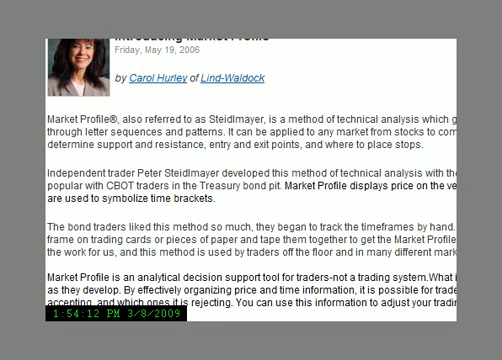 Introducing Market Profile
Friday, May 19, 2006
by Carol Hurley of Lind-Waldock
Market Profile®, also referred to as Steidlmayer, is a method of technical analysis which
through letter sequences and patterns. It can be applied to any market from stocks to
determine support and resistance, entry and exit points, and where to place stops.
Independent trader Peter Steidlmayer developed this method of technical analysis with
popular with CBOT traders in the Treasury bond pit. Market Profile displays price on the
are used to symbolize time brackets.
The bond traders liked this method so much, they began to track the timeframes by hand.
frame on trading cards or pieces of paper and tape them together to get the Market Profile
the work for us, and this method is used by traders off the floor and in many different
Market Profile is an analytical decision support tool for traders-not a trading system.What
as they develop. By effectively organizing price and time information, it is possible for
accepting, and which ones it is rejecting. You can use this information to adjust your
1:54:12 PM 3/8/2009